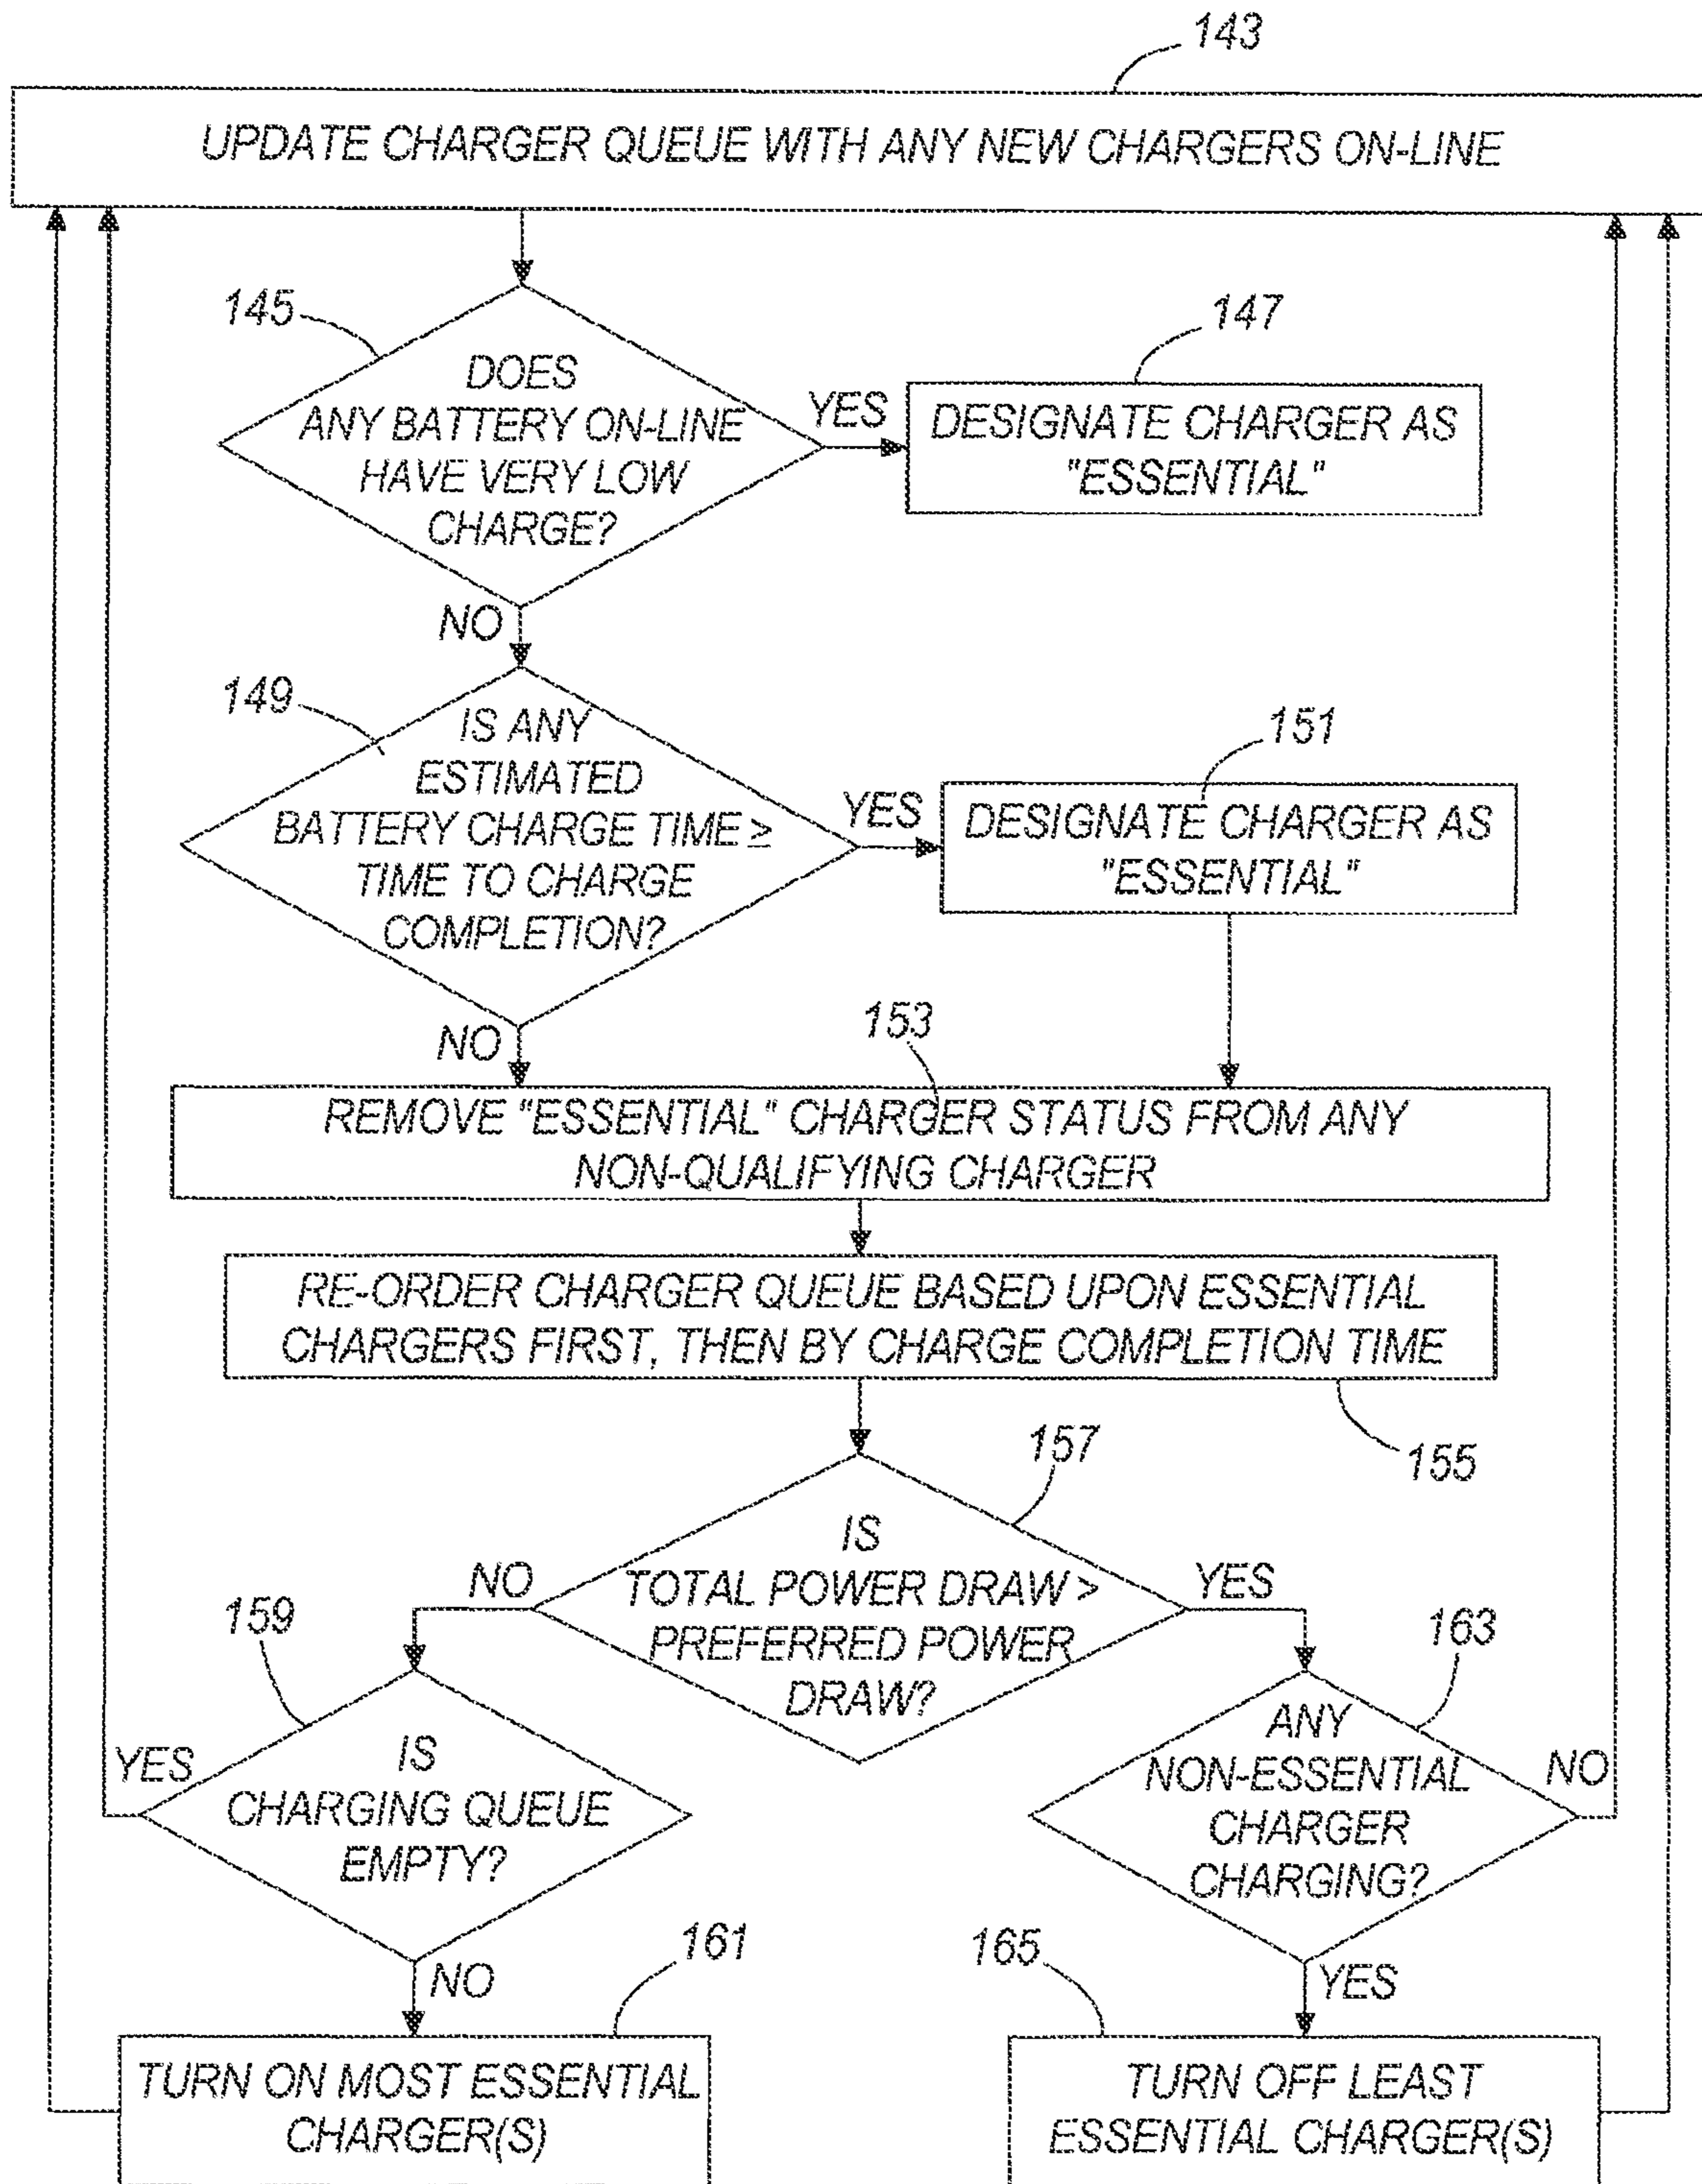 143
UPDATE CHARGER QUEUE WITH ANY NEW CHARGERS ON-LINE
145
DOES
ANY BATTERY ON-LINE
HAVE VERY LOW
CHARGE?
YES
147
DESIGNATE CHARGER AS
"ESSENTIAL"
NO
149
IS ANY
ESTIMATED
BATTERY CHARGE TIME ≥
TIME TO CHARGE
COMPLETION?
YES
151
DESIGNATE CHARGER AS
"ESSENTIAL"
NO
153
REMOVE "ESSENTIAL" CHARGER STATUS FROM ANY
NON-QUALIFYING CHARGER
RE-ORDER CHARGER QUEUE BASED UPON ESSENTIAL
CHARGERS FIRST, THEN BY CHARGE COMPLETION TIME
155
157
IS
TOTAL POWER DRAW >
PREFERRED POWER
DRAW?
NO
YES
159
IS
CHARGING QUEUE
EMPTY?
YES
NO
163
ANY
NON-ESSENTIAL
CHARGER
CHARGING?
NO
YES
161
TURN ON MOST ESSENTIAL
CHARGER(S)
165
TURN OFF LEAST
ESSENTIAL CHARGER(S)